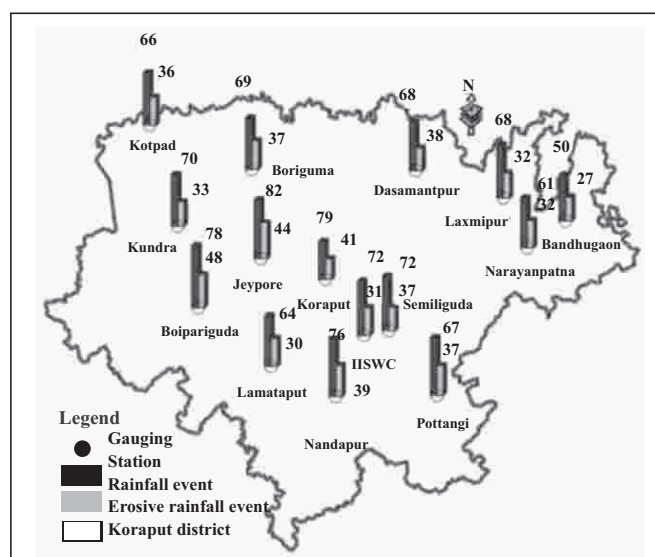 66
36
Kotpad
69
37
Boriguma
68
38
Dasamantpur
N
68
32
Laxmipur
50
27
Bandhugaon
61
32
Narayanpatna
70
33
Kundra
82
44
Jeypore
79
41
Koraput
78
48
Boipariguda
72
31
IISWC
72
37
Semiliguda
64
30
Lamataput
76
39
Nandapur
67
37
Pottangi
Legend
Gauging
Station
Rainfall event
Erosive rainfall event
Koraput district